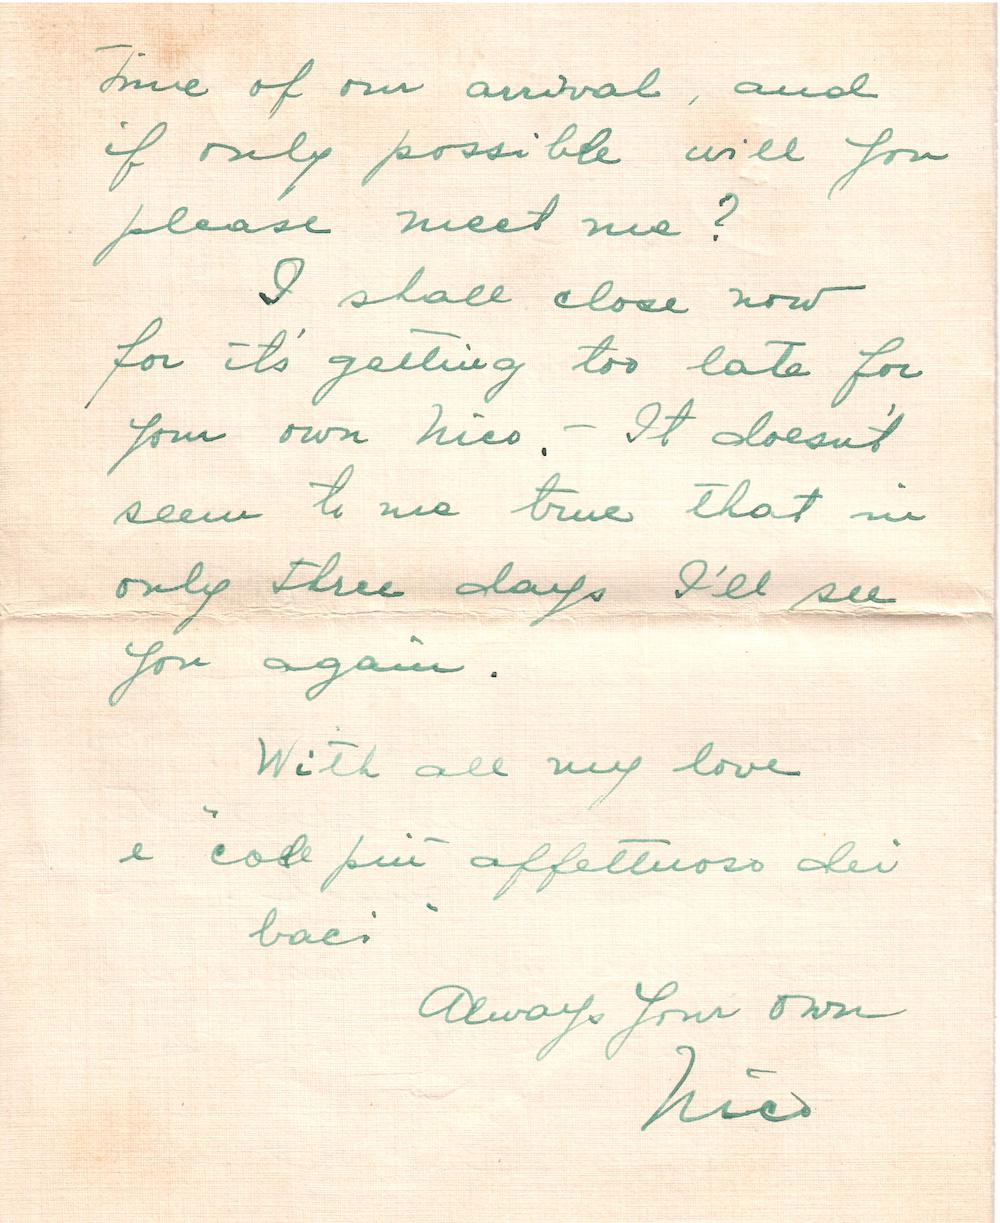 time of our arrival, and
if only possible will you
please meet me?
I shall close now
for it's getting too late for
your own Nico. - It doesn't
seem to me true that in
only three days I'll see
you again.
With all my love
e "col più affettuoso dei
baci"
Always Your own
Nico